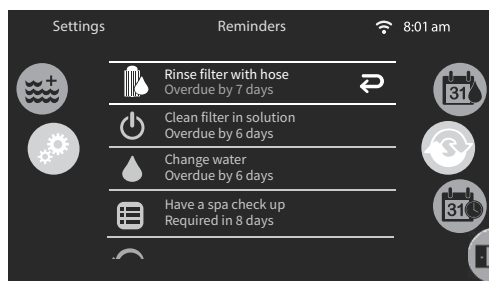 Settings
Reminders
8:01 am
Rinse filter with hose
Overdue by 7 days
Clean filter in solution
Overdue by 6 days
Change water
Overdue by 6 days
Have a spa check up
Required in 8 days
31
31